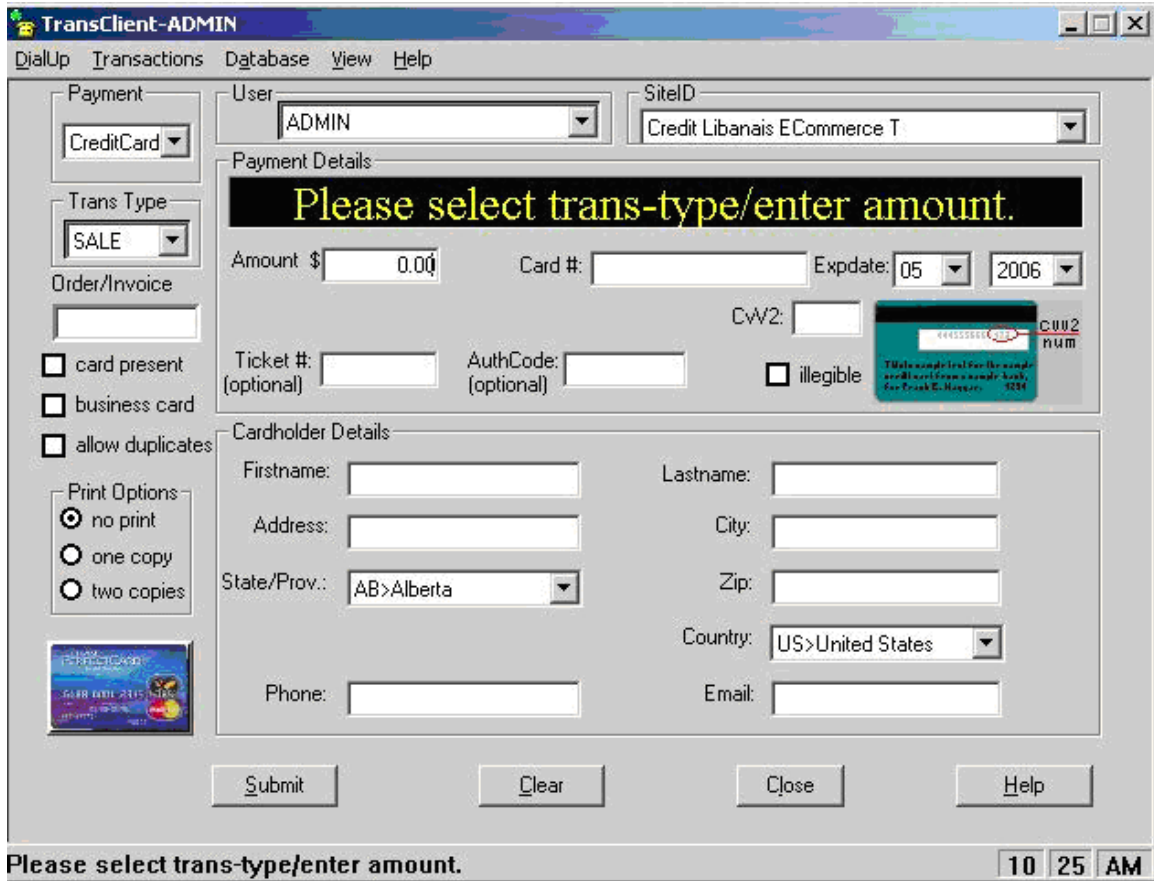 TransClient-ADMIN
DialUp Transactions Database View Help
Payment
CreditCard
User
ADMIN
SiteID
Credit Libanais ECommerce T
Trans Type
SALE
Order/Invoice
card present
business card
allow duplicates
Print Options
no print
one copy
two copies
Payment Details
Please select trans-type/enter amount.
Amount $ 0.00
Card #:
Expdate: 05 2006
CvV2:
cvv2
num
Ticket #:
(optional)
AuthCode:
(optional)
illegible
Cardholder Details
Firstname:
Lastname:
Address:
City:
State/Prov.: AB>Alberta
Zip:
Country: US>United States
Phone:
Email:
Submit Clear Close Help
Please select trans-type/enter amount.
10 25 AM